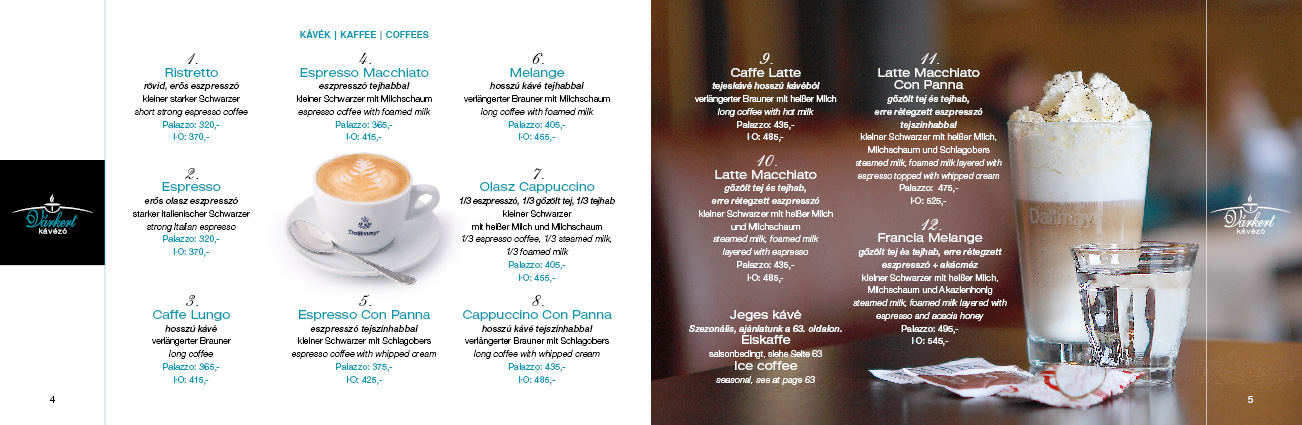 KÁVÉK | KAFFEE | COFFEES
1.
Ristretto
rövid, erős eszpresszó
kleiner starker Schwarzer
short strong espresso coffee
Palazzo: 320,-
I-O: 370,-
2.
Espresso
erős olasz eszpresszó
starker italienischer Schwarzer
strong Italian espresso
Palazzo: 320,-
I-O: 370,-
3.
Caffe Lungo
hosszú kávé
verlängerter Brauner
long coffee
Palazzo: 365,-
I-O: 415,-
4.
Espresso Macchiato
eszpresszó tejhabbal
kleiner Schwarzer mit Milchschaum
espresso coffee with foamed milk
Palazzo: 365,-
I-O: 415,-
Dallmayr
5.
Espresso Con Panna
eszpresszó tejszínhabbal
kleiner Schwarzer mit Schlagobers
espresso coffee with whipped cream
Palazzo: 375,-
I-O: 425,-
6.
Melange
hosszú kávé tejhabbal
verlängerter Brauner mit Milchschaum
long coffee with foamed milk
Palazzo: 405,-
I-O: 455,-
7.
Olasz Cappuccino
1/3 eszpresszó, 1/3 gőzölt tej, 1/3 tejhab
kleiner Schwarzer
mit heißer Milch und Milchschaum
1/3 espresso coffee, 1/3 steamed milk,
1/3 foamed milk
Palazzo: 405,-
I-O: 455,-
8.
Cappuccino Con Panna
hosszú kávé tejszínhabbal
verlängerter Brauner mit Schlagobers
long coffee with whipped cream
Palazzo: 435,-
I-O: 485,-
Várkert
kávézó
4
9.
Caffe Latte
tejeskávé hosszú kávéból
verlängerter Brauner mit heißer Milch
long coffee with hot milk
Palazzo: 435,-
I-O: 485,-
10.
Latte Macchiato
gőzölt tej és tejhab,
erre rétegzett eszpresszó
kleiner Schwarzer mit heißer Milch
und Milchschaum
steamed milk, foamed milk
layered with espresso
Palazzo: 435,-
I-O: 485,-
Jeges kávé
Szezonális, ajánlatunk a 63. oldalon.
Eiskaffe
saisonbedingt, siehe Seite 63
Ice coffee
seasonal, see at page 63
11.
Latte Macchiato
Con Panna
gőzölt tej és tejhab,
erre rétegzett eszpresszó
tejszínhabbal
kleiner Schwarzer mit heißer Milch,
Milchschaum und Schlagobers
steamed milk, foamed milk layered with
espresso topped with whipped cream
Palazzo: 475,-
I-O: 525,-
12.
Francia Melange
gőzölt tej és tejhab, erre rétegzett
eszpresszó + akácméz
kleiner Schwarzer mit heißer Milch,
Milchschaum und Akazienhonig
steamed milk, foamed milk layered with
espresso and acacia honey
Palazzo: 495,-
I-O: 545,-
Dallmayr
Várkert
kávézó
5